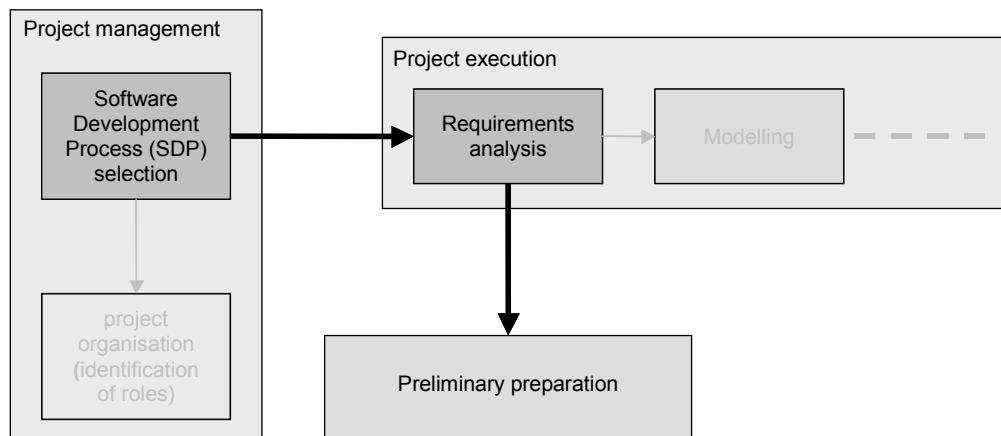 Project management
Software
Development
Process (SDP)
selection
project
organisation
(identification
of roles)
Project execution
Requirements
analysis
Modelling
Preliminary preparation